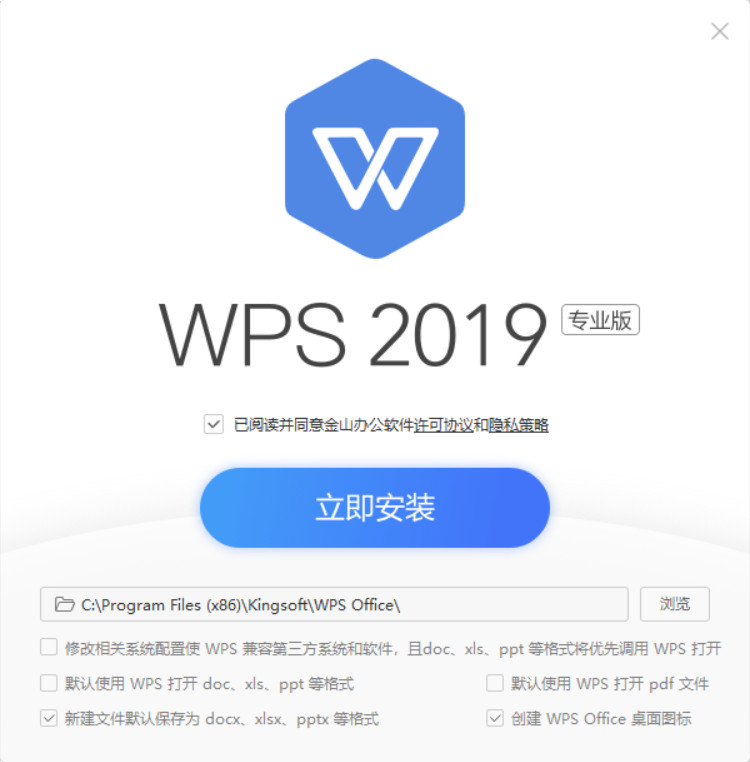 WPS 2019 专业版
已阅读并同意金山办公软件许可协议和隐私策略
立即安装
C:\Program Files (x86)\Kingsoft\WPS Office\ 浏览
修改相关系统配置使 WPS 兼容第三方系统和软件，且doc、xls、ppt 等格式将优先调用 WPS 打开
默认使用 WPS 打开 doc、xls、ppt 等格式 默认使用 WPS 打开 pdf 文件
新建文件默认保存为 docx、xlsx、pptx 等格式 创建 WPS Office 桌面图标